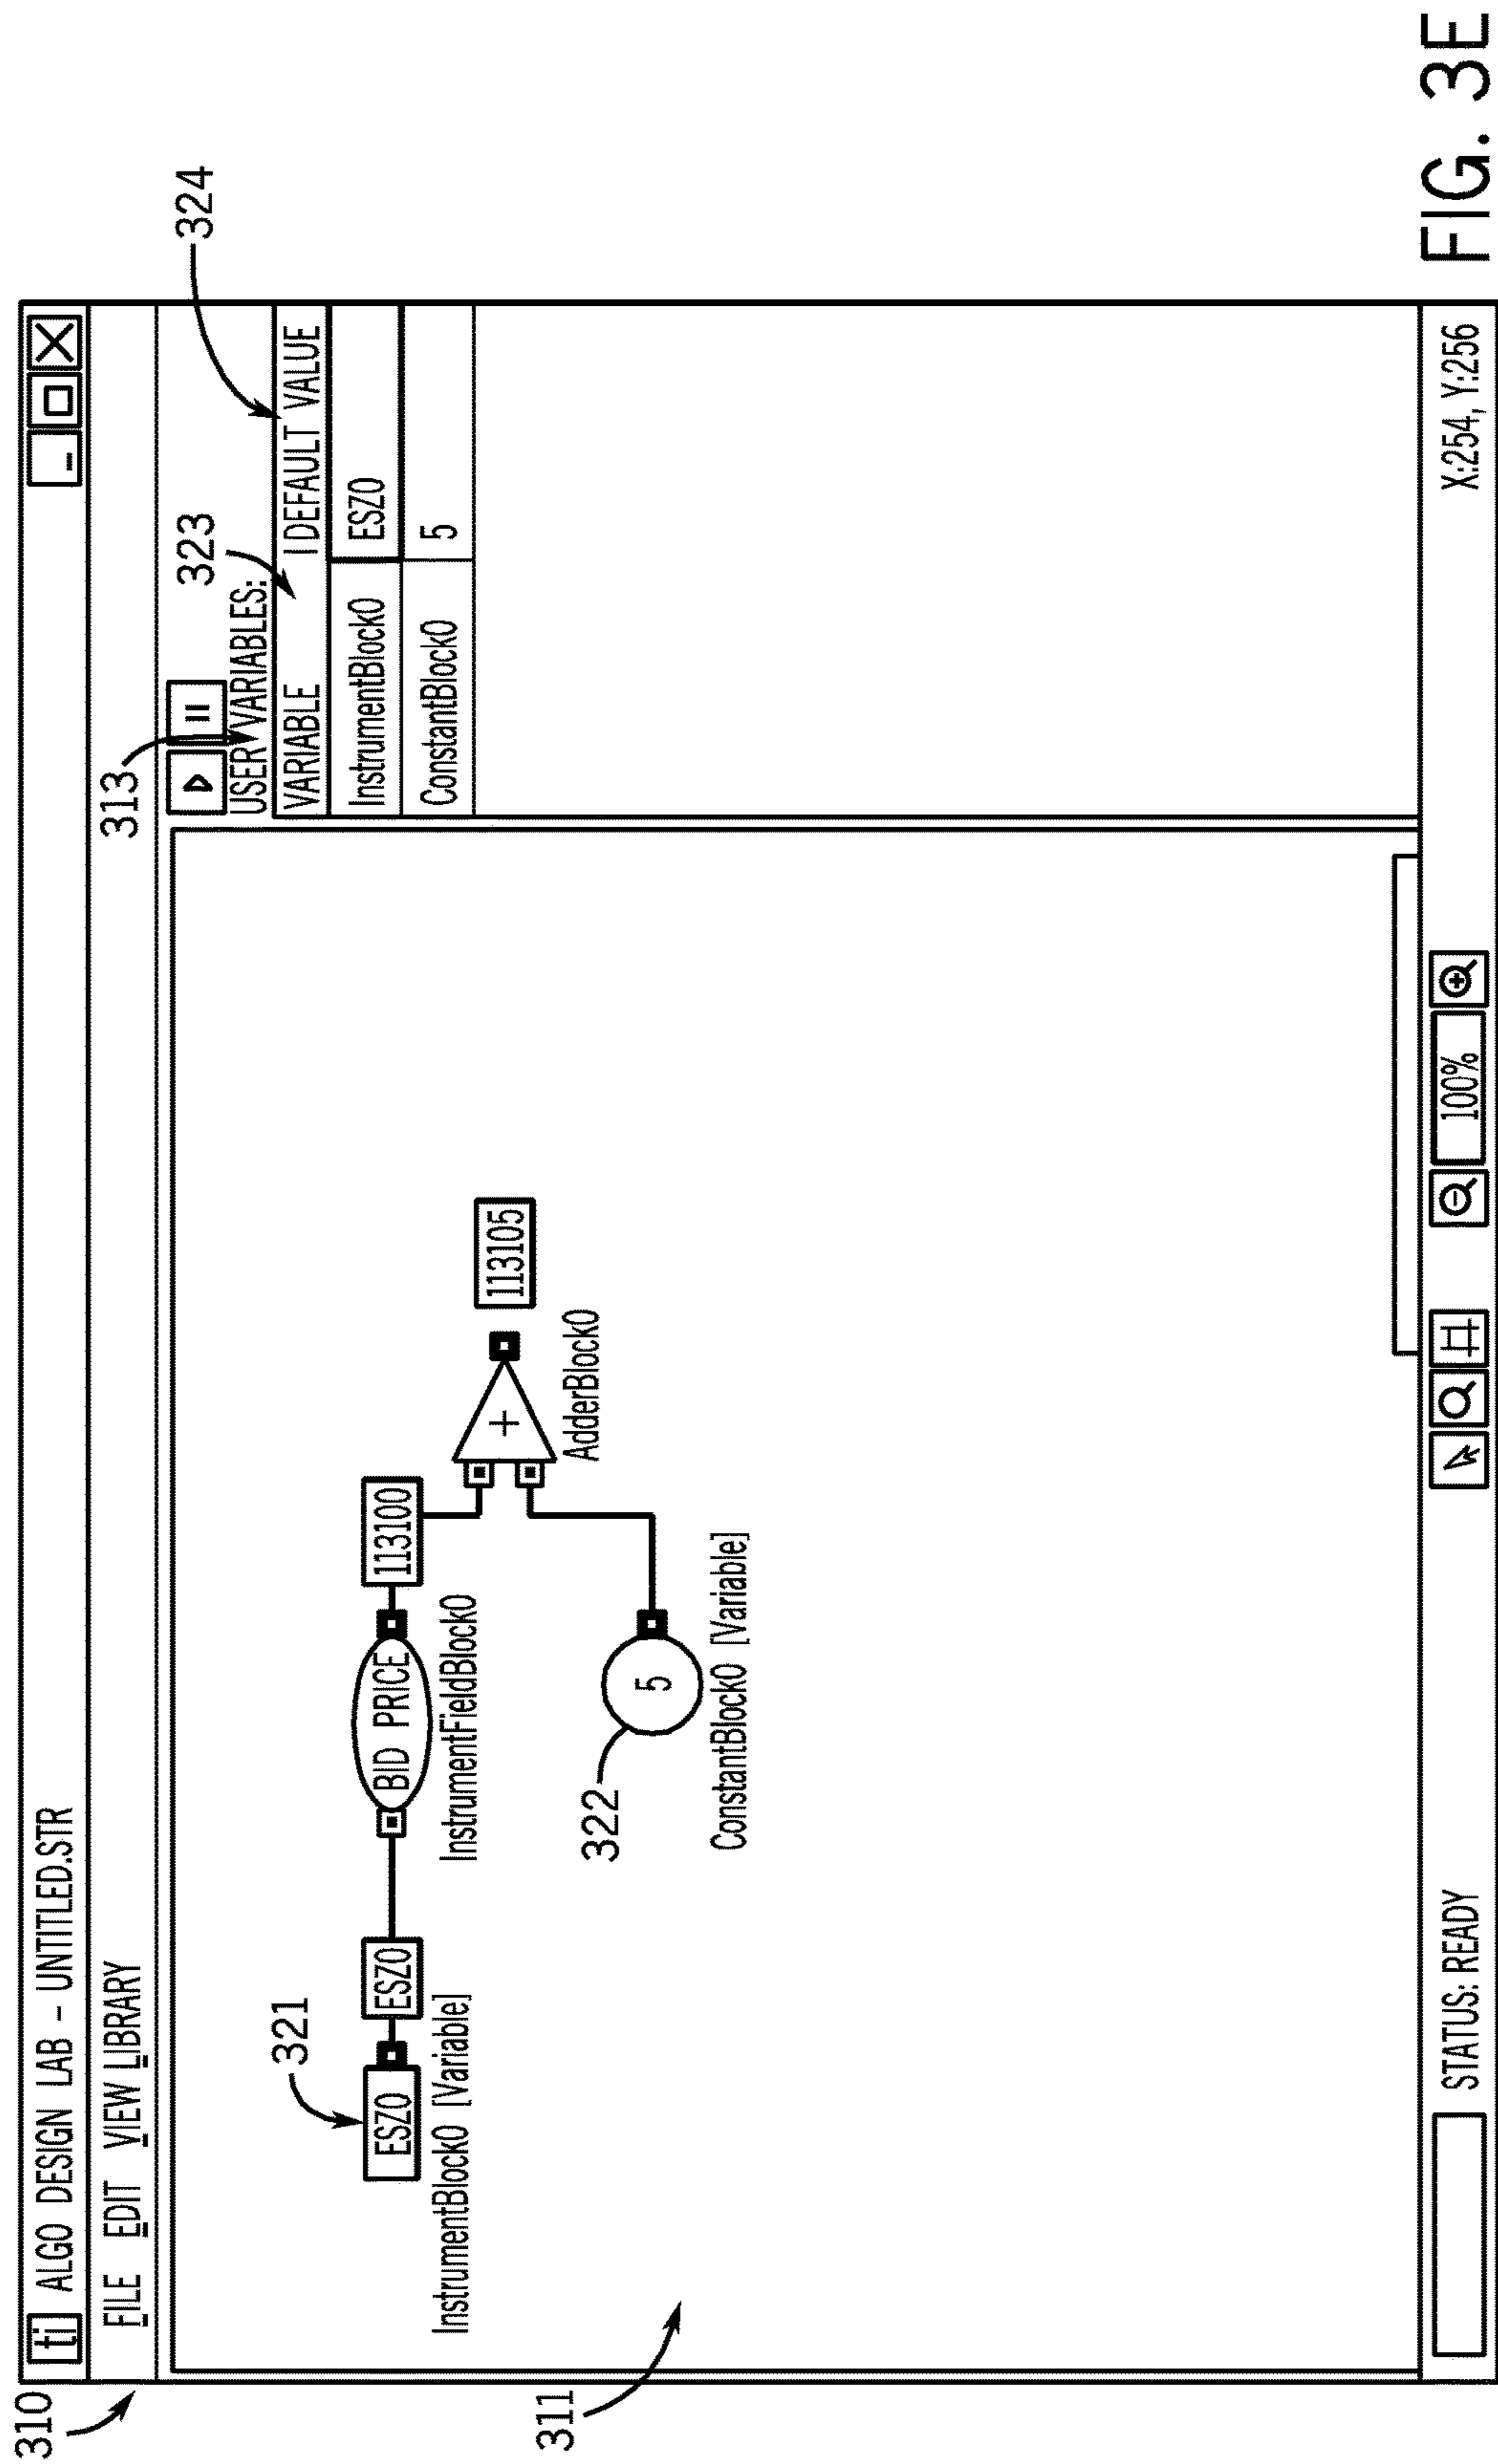 310
ti ALGO DESIGN LAB – UNTITLED.STR
FILE EDIT VIEW LIBRARY
313
323
324
USER VARIABLES:
VARIABLE | DEFAULT VALUE
InstrumentBlock0 ESZ0
ConstantBlock0 5
321
ESZ0 ESZ0 BID PRICE 113100
InstrumentBlock0 [Variable]
InstrumentFieldBlock0
+ 113105
AdderBlock0
322
5
ConstantBlock0 [Variable]
311
STATUS: READY 100% X:254, Y:256
FIG. 3E